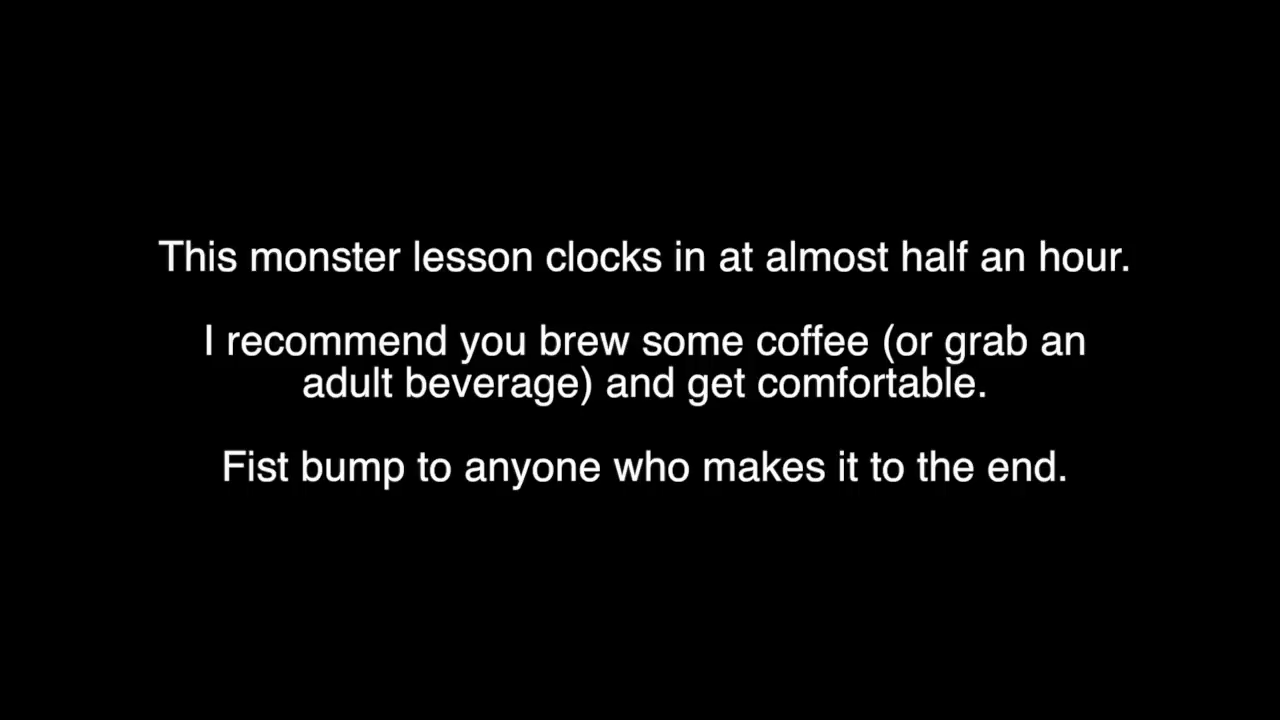 This monster lesson clocks in at almost half an hour.
I recommend you brew some coffee (or grab an
adult beverage) and get comfortable.
Fist bump to anyone who makes it to the end.